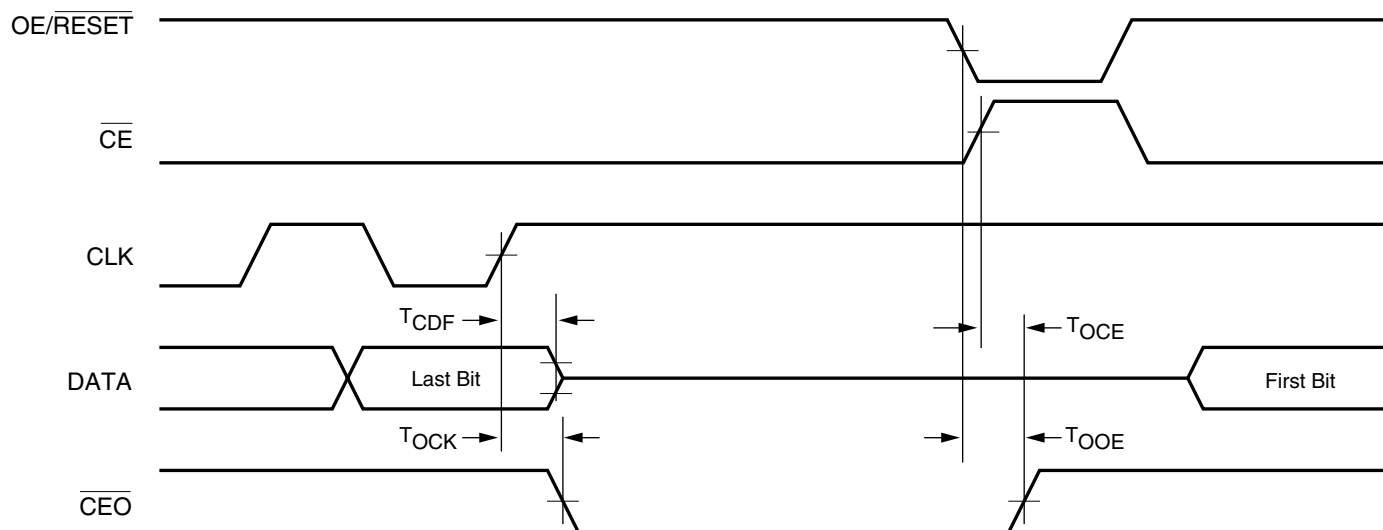 OE/RESET
CE
CLK
TCDF
TOCE
DATA
Last Bit
First Bit
TOCK
TOOE
CEO